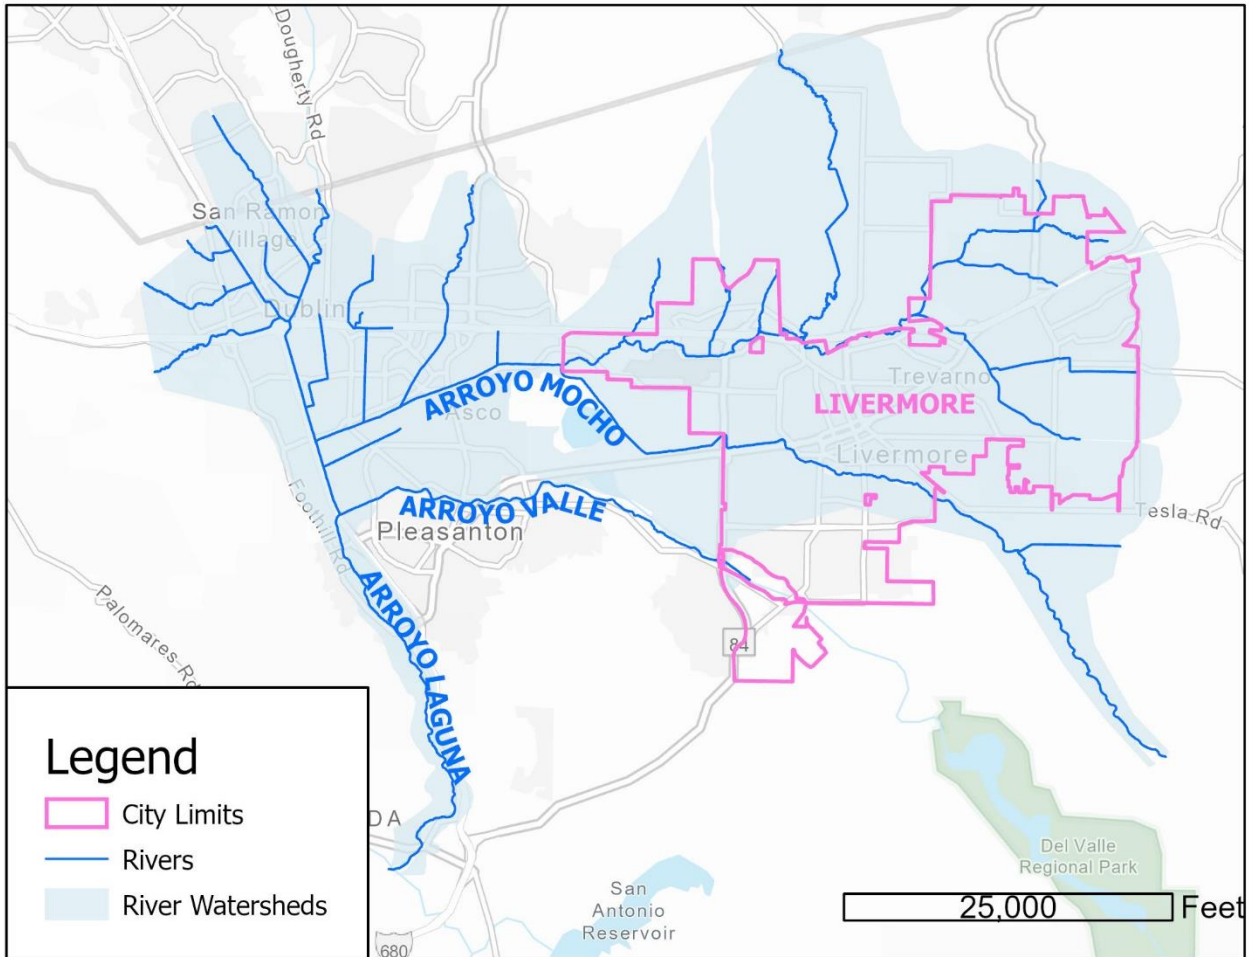 Dougherty Rd
San Ramon
Village
Dublin
ARROYO MOCHO
Asco
Trevarno
LIVERMORE
Livermore
ARROYO VALLE
Pleasanton
Foothill Rd
Tesla Rd
ARROYO LAGUNA
Palomares Rd
84
Legend
City Limits
Rivers
River Watersheds
DA
Del Valle
Regional Park
San
Antonio
Reservoir
25,000 Feet
680